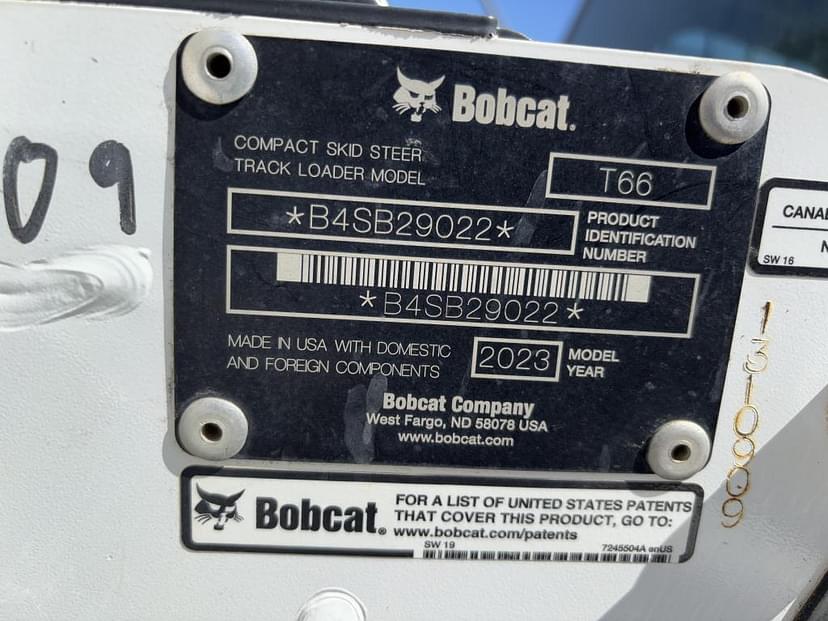 09
Bobcat.
COMPACT SKID STEER
TRACK LOADER MODEL
T66
*B4SB29022*
PRODUCT
IDENTIFICATION
NUMBER
*B4SB29022*
MADE IN USA WITH DOMESTIC
AND FOREIGN COMPONENTS
2023
MODEL
YEAR
Bobcat Company
West Fargo, ND 58078 USA
www.bobcat.com
CANA
N
SW 16
1310909
Bobcat®
FOR A LIST OF UNITED STATES PATENTS
THAT COVER THIS PRODUCT, GO TO:
www.bobcat.com/patents
SW 19
7245504A enUS